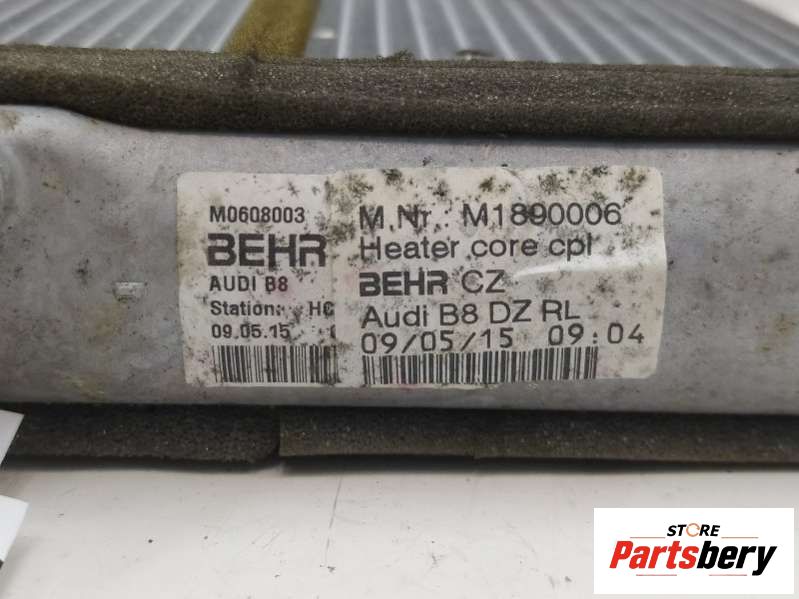 M0608003
BEHR
AUDI B8
Station: HC
09.05.15
M.Nr.: M1890006
Heater core cpl
BEHR CZ
Audi B8 DZ RL
09/05/15 09:04
STORE
Partsbery